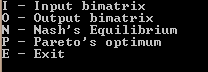 I - Input bimatrix
O - Output bimatrix
N - Nash's Equilibrium
P - Pareto's optimum
E - Exit